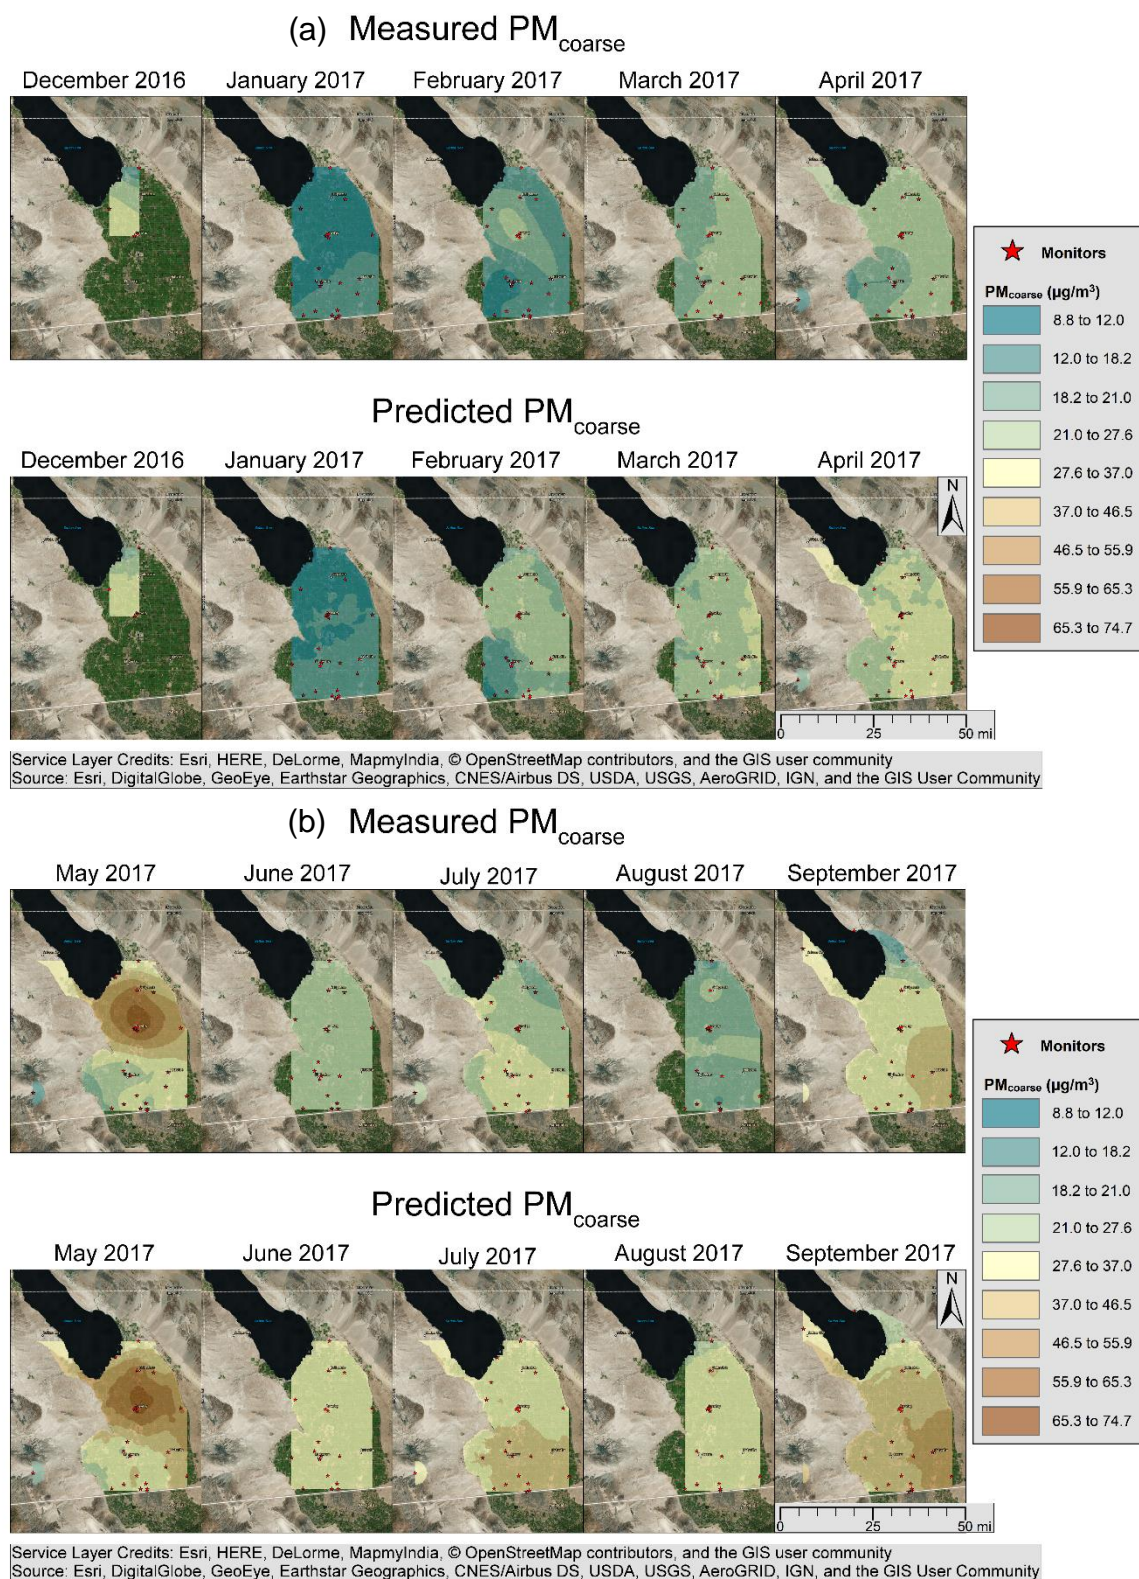 (a) Measured PMcoarse
December 2016
January 2017
February 2017
March 2017
April 2017
Monitors
PMcoarse (µg/m³)
8.8 to 12.0
12.0 to 18.2
18.2 to 21.0
21.0 to 27.6
27.6 to 37.0
37.0 to 46.5
46.5 to 55.9
55.9 to 65.3
65.3 to 74.7
Predicted PMcoarse
December 2016
January 2017
February 2017
March 2017
April 2017
N
0 25 50 mi
Service Layer Credits: Esri, HERE, DeLorme, MapmyIndia, © OpenStreetMap contributors, and the GIS user community
Source: Esri, DigitalGlobe, GeoEye, Earthstar Geographics, CNES/Airbus DS, USDA, USGS, AeroGRID, IGN, and the GIS User Community
(b) Measured PMcoarse
May 2017
June 2017
July 2017
August 2017
September 2017
Monitors
PMcoarse (µg/m³)
8.8 to 12.0
12.0 to 18.2
18.2 to 21.0
21.0 to 27.6
27.6 to 37.0
37.0 to 46.5
46.5 to 55.9
55.9 to 65.3
65.3 to 74.7
Predicted PMcoarse
May 2017
June 2017
July 2017
August 2017
September 2017
N
0 25 50 mi
Service Layer Credits: Esri, HERE, DeLorme, MapmyIndia, © OpenStreetMap contributors, and the GIS user community
Source: Esri, DigitalGlobe, GeoEye, Earthstar Geographics, CNES/Airbus DS, USDA, USGS, AeroGRID, IGN, and the GIS User Community